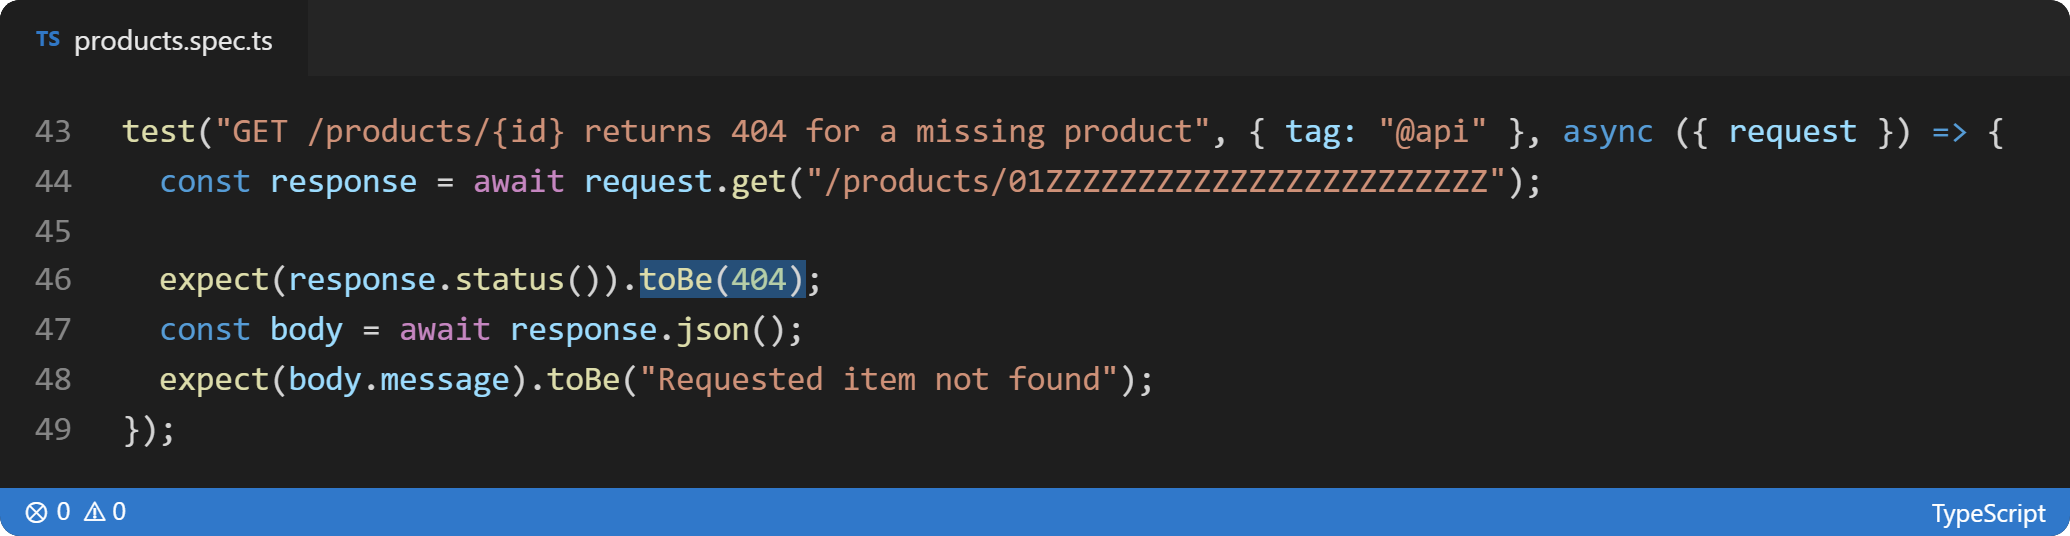 TS products.spec.ts
43 test("GET /products/{id} returns 404 for a missing product", { tag: "@api" }, async ({ request }) => {
44 const response = await request.get("/products/01ZZZZZZZZZZZZZZZZZZZZZZZZ");
45
46 expect(response.status()).toBe(404);
47 const body = await response.json();
48 expect(body.message).toBe("Requested item not found");
49 });
0 0 TypeScript